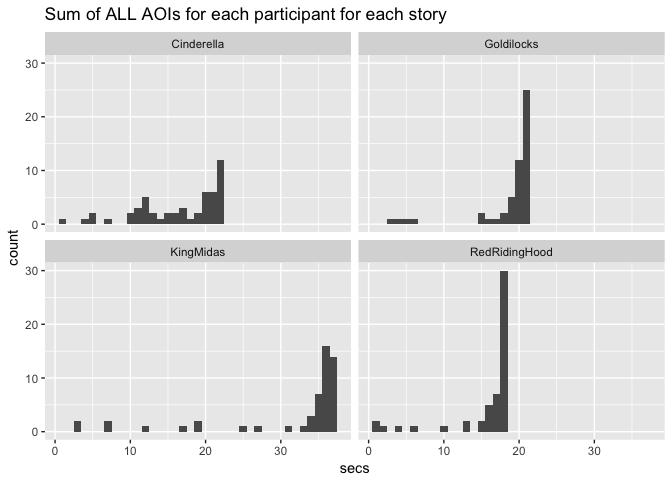 Sum of ALL AOIs for each participant for each story
Cinderella
Goldilocks
30
20
10
0
KingMidas
RedRidingHood
30
20
10
0
count
0 10 20 30
0 10 20 30
secs